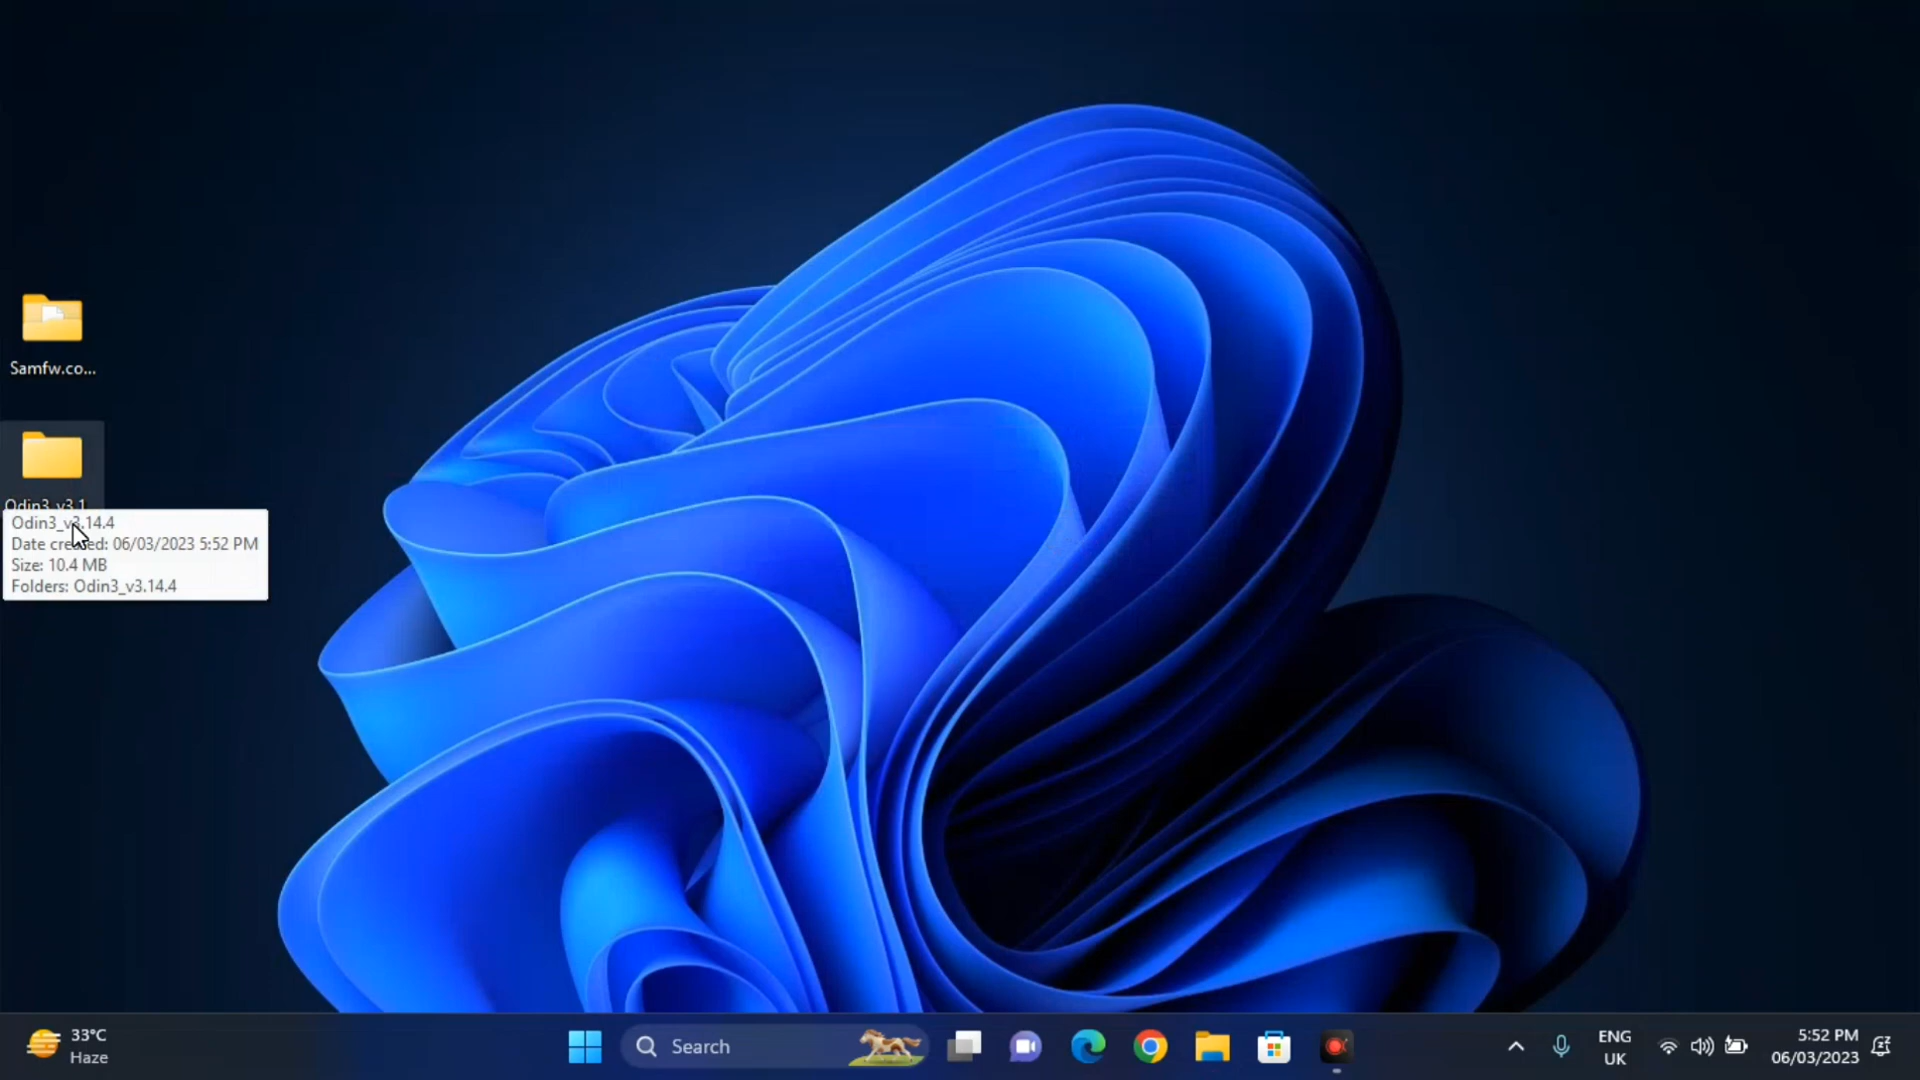 Samfw.co...
Odin3_v3.1
Odin3_v3.14.4
Date created: 06/03/2023 5:52 PM
Size: 10.4 MB
Folders: Odin3_v3.14.4
33°C
Haze
Search
ENG
UK
5:52 PM
06/03/2023